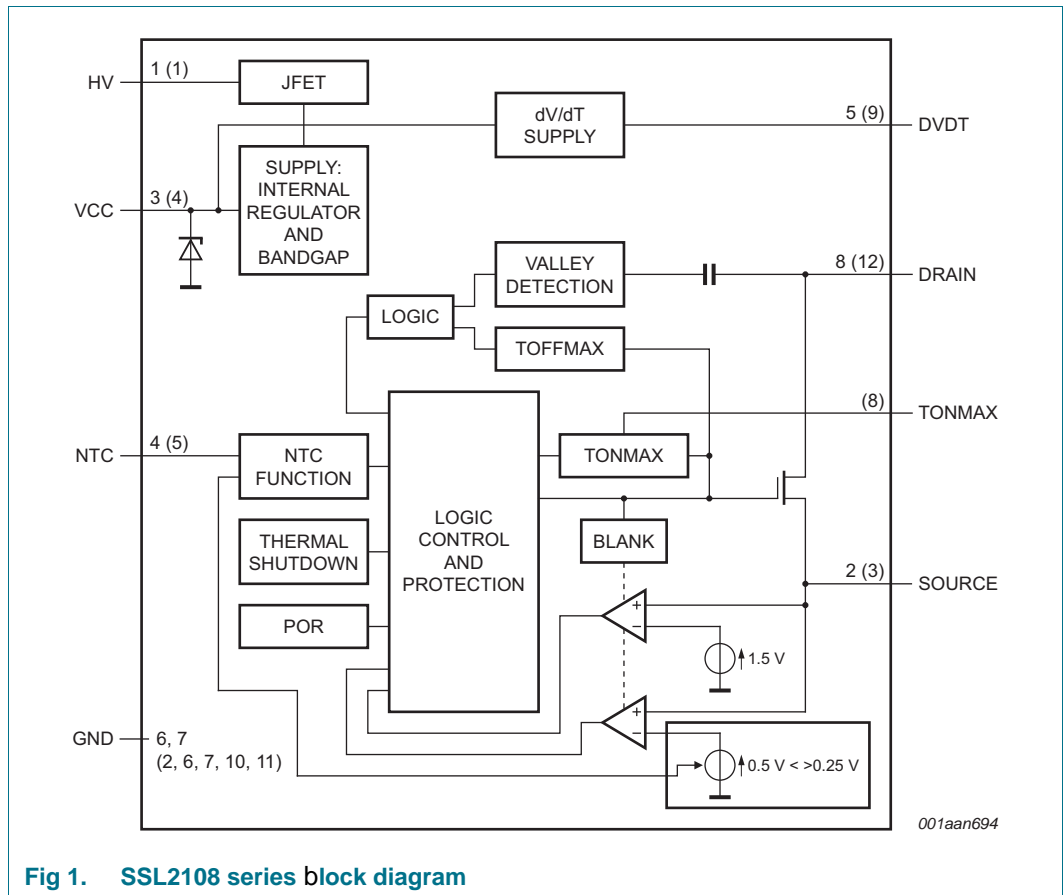 HV
1 (1)
JFET
dV/dT
SUPPLY
5 (9)
DVDT
SUPPLY:
INTERNAL
REGULATOR
AND
BANDGAP
VCC
3 (4)
VALLEY
DETECTION
8 (12)
DRAIN
LOGIC
TOFFMAX
(8)
TONMAX
NTC
4 (5)
NTC
FUNCTION
TONMAX
LOGIC
CONTROL
AND
PROTECTION
THERMAL
SHUTDOWN
BLANK
2 (3)
SOURCE
POR
+
−
1.5 V
+
−
GND
6, 7
(2, 6, 7, 10, 11)
0.5 V < >0.25 V
001aan694
Fig 1. SSL2108 series block diagram